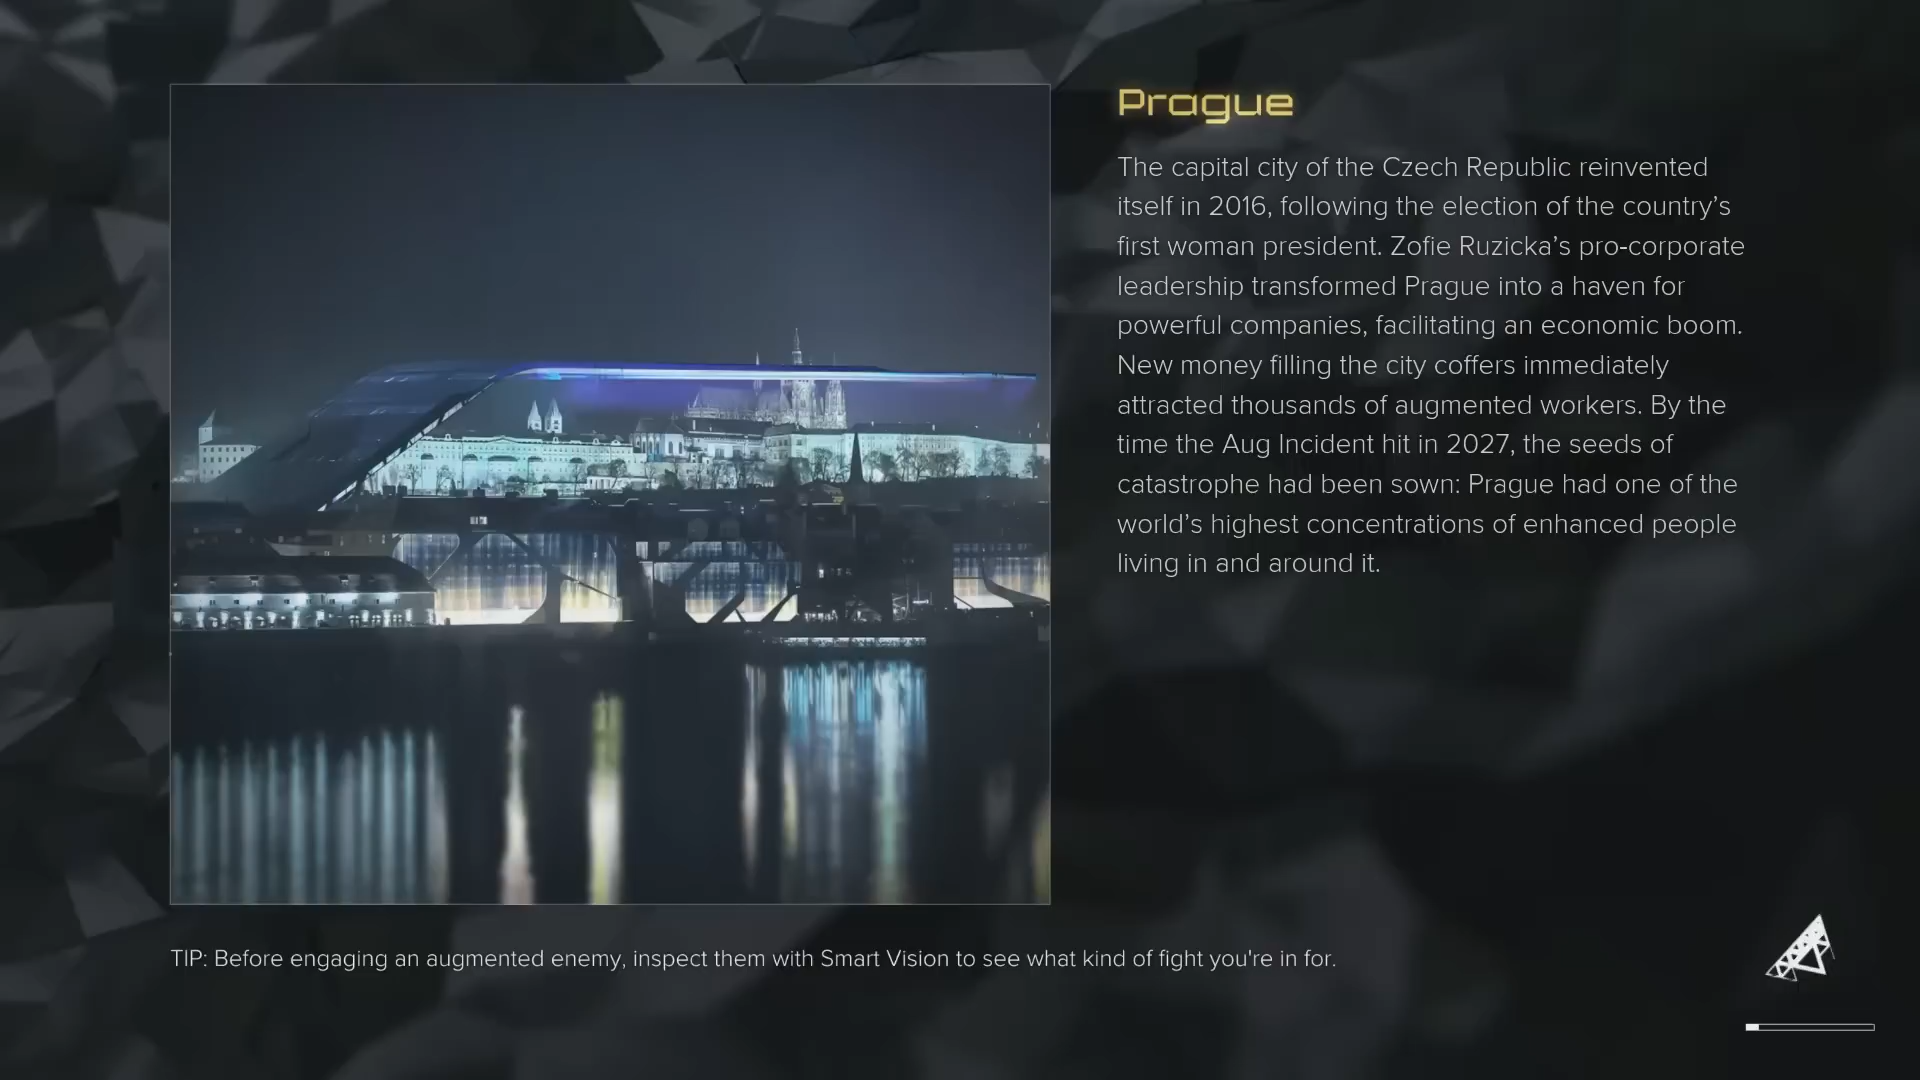 Prague
The capital city of the Czech Republic reinvented
itself in 2016, following the election of the country’s
first woman president. Zofie Ruzicka’s pro-corporate
leadership transformed Prague into a haven for
powerful companies, facilitating an economic boom.
New money filling the city coffers immediately
attracted thousands of augmented workers. By the
time the Aug Incident hit in 2027, the seeds of
catastrophe had been sown: Prague had one of the
world’s highest concentrations of enhanced people
living in and around it.
TIP: Before engaging an augmented enemy, inspect them with Smart Vision to see what kind of fight you're in for.